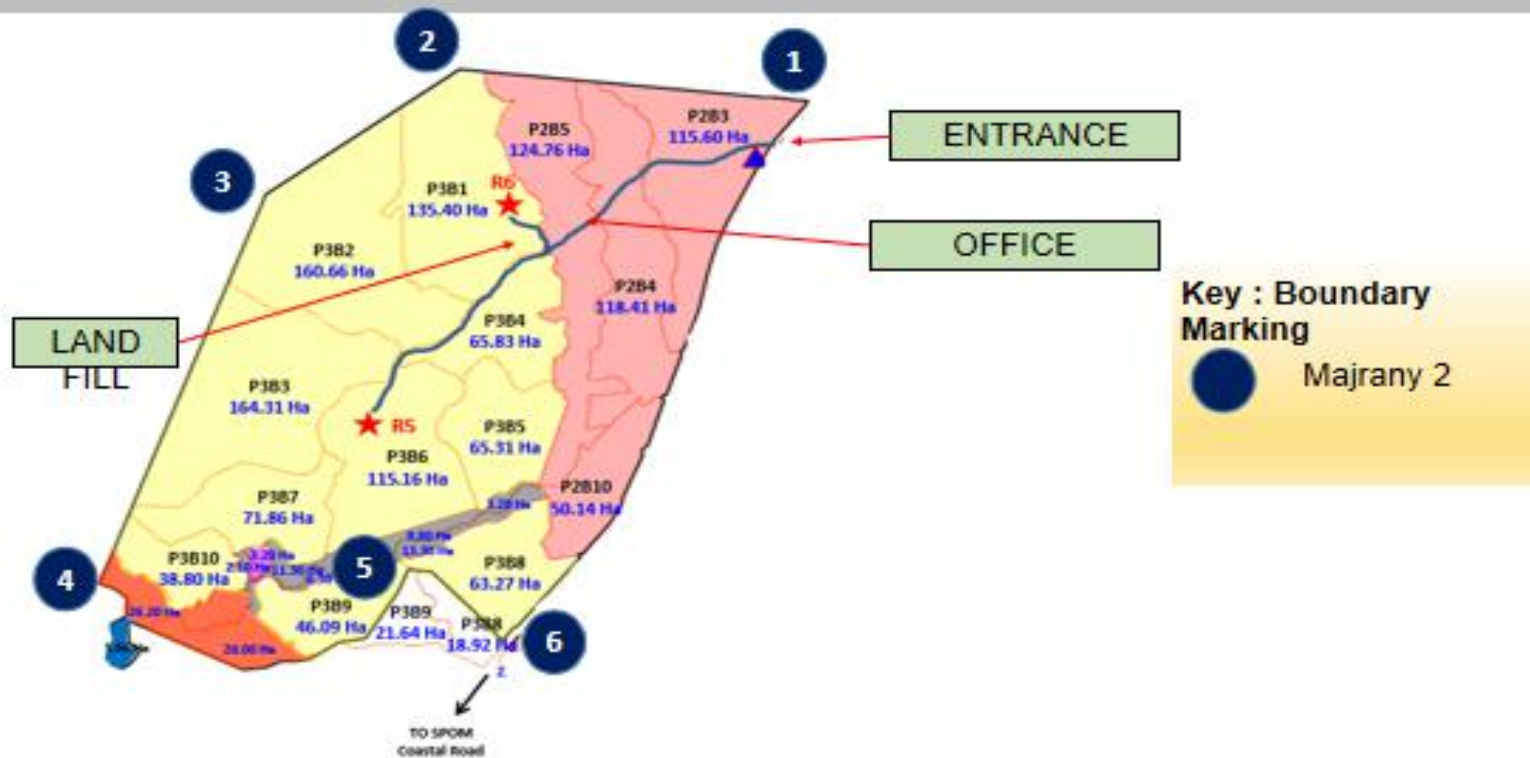 2
1
P2B3
115.60 Ha
ENTRANCE
P2B5
124.76 Ha
3
P3B1
135.40 Ha
R6
OFFICE
P3B2
160.66 Ha
P2B4
118.41 Ha
Key : Boundary
Marking
Majrany 2
LAND
FILL
P3B4
65.83 Ha
P3B3
164.31 Ha
R5
P3B5
65.31 Ha
P3B6
115.16 Ha
P2B10
50.14 Ha
P3B7
71.86 Ha
P3B10
38.80 Ha
4
5
P3B8
63.27 Ha
P3B9
46.09 Ha
P3B9
21.64 Ha
P3B8
18.92 Ha
6
26.20 Ha
TO SPOM
Coastal Road